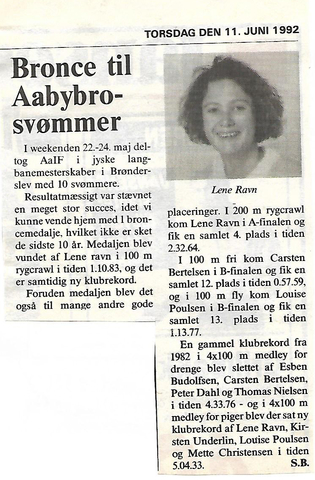 TORSDAG DEN 11. JUNI 1992
Bronce til
Aabybro-
svømmer
I weekenden 22.-24. maj del-
tog AaIF i jyske lang-
banemesterskaber i Brønder-
slev med 10 svømmere.
Resultatmæssigt var stævnet
en meget stor succes, idet vi
kunne vende hjem med 1 bron-
cemedalje, hvilket ikke er sket
de sidste 10 år. Medaljen blev
vundet af Lene ravn i 100 m
rygcrawl i tiden 1.10.83, og det
er samtidig ny klubrekord.
Foruden medaljen blev det
også til mange andre gode
Lene Ravn
placeringer. I 200 m rygcrawl
kom Lene Ravn i A-finalen og
fik en samlet 4. plads i tiden
2.32.64.
I 100 m fri kom Carsten
Bertelsen i B-finalen og fik en
samlet 12. plads i tiden 0.57.59,
og i 100 m fly kom Louise
Poulsen i B-finalen og fik en
samlet 13. plads i tiden
1.13.77.
En gammel klubrekord fra
1982 i 4x100 m medley for
drenge blev slettet af Esben
Budolfsen, Carsten Bertelsen,
Peter Dahl og Thomas Nielsen
i tiden 4.33.76 - og i 4x100 m
medley for piger blev der sat ny
klubrekord af Lene Ravn, Kir-
sten Underlin, Louise Poulsen
og Mette Christensen i tiden
5.04.33. S.B.